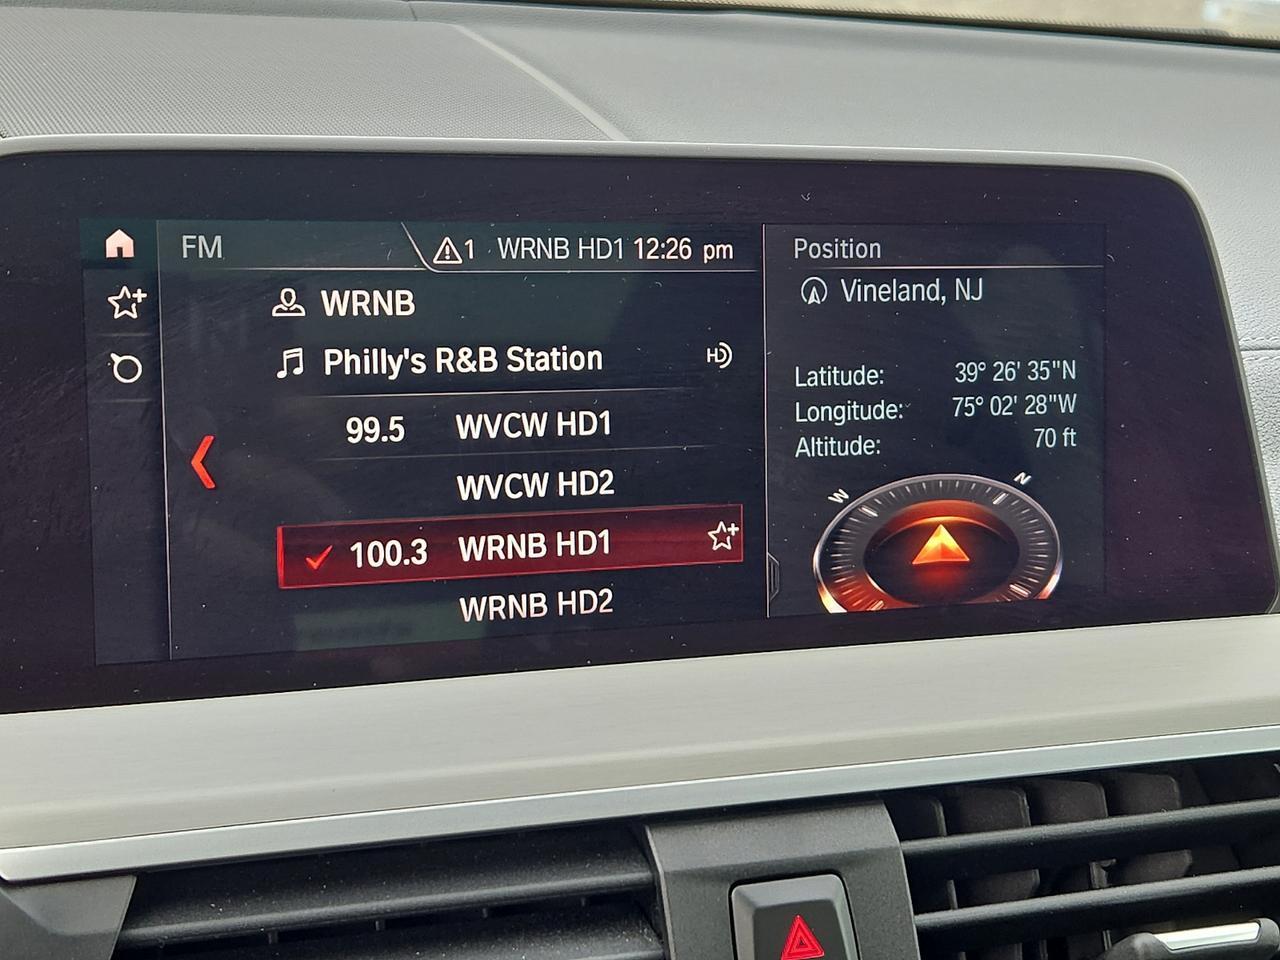 FM
1 WRNB HD1 12:26 pm
WRNB
Philly's R&B Station
HD
99.5 WVCW HD1
WVCW HD2
100.3 WRNB HD1
WRNB HD2
Position
Vineland, NJ
Latitude: 39° 26' 35"N
Longitude: 75° 02' 28"W
Altitude: 70 ft
W N